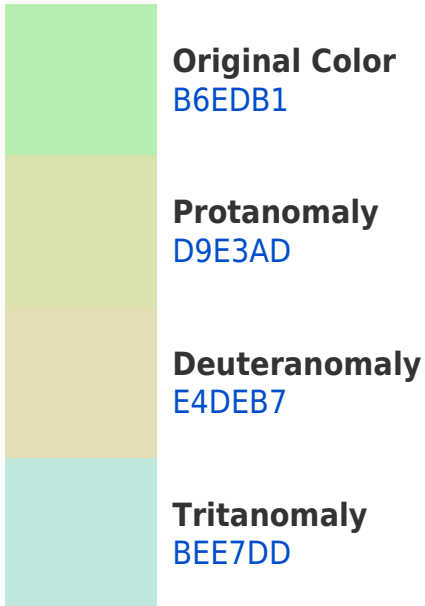 Original Color
B6EDB1
Protanomaly
D9E3AD
Deuteranomaly
E4DEB7
Tritanomaly
BEE7DD